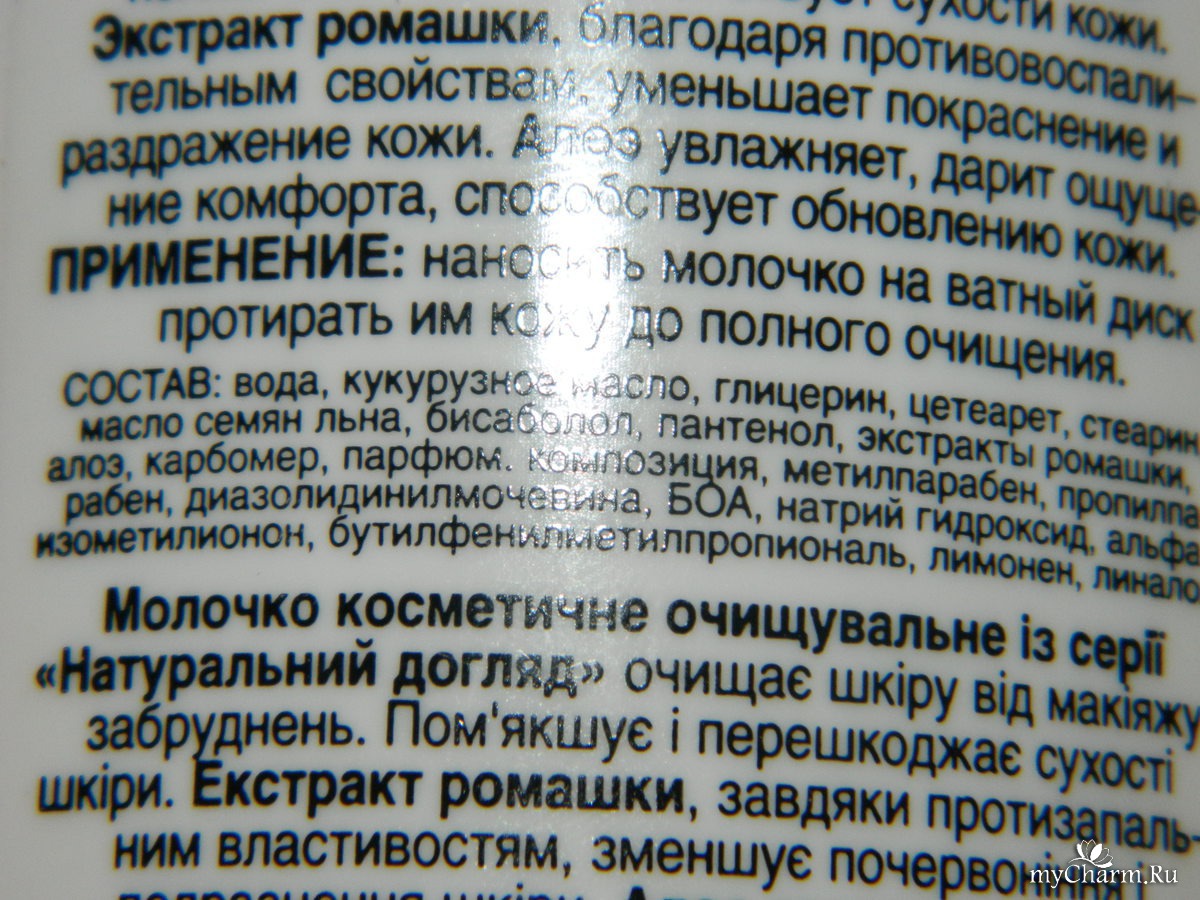 сухости кожи.
Экстракт ромашки, благодаря противовоспали-
тельным свойствам, уменьшает покраснение и
раздражение кожи. Алоэ увлажняет, дарит ощуще
ние комфорта, способствует обновлению кожи.
ПРИМЕНЕНИЕ: наносить молочко на ватный диск
протирать им кожу до полного очищения.
СОСТАВ: вода, кукурузное масло, глицерин, цетеарет, стеарин
масло семян льна, бисаболол, пантенол, экстракты ромашки,
алоэ, карбомер, парфюм. композиция, метилпарабен, пропилпа
рабен, диазолидинилмочевина, БОА, натрий гидроксид, альфа
изометилионон, бутилфенилметилпропиональ, лимонен, линало
Молочко косметичне очищувальне із серії
«Натуральний догляд» очищає шкіру від макіяжу
забруднень. Пом'якшує і перешкоджає сухості
шкіри. Екстракт ромашки, завдяки протизапаль-
ним властивостям, зменшує почервоніння і
myCharm.Ru